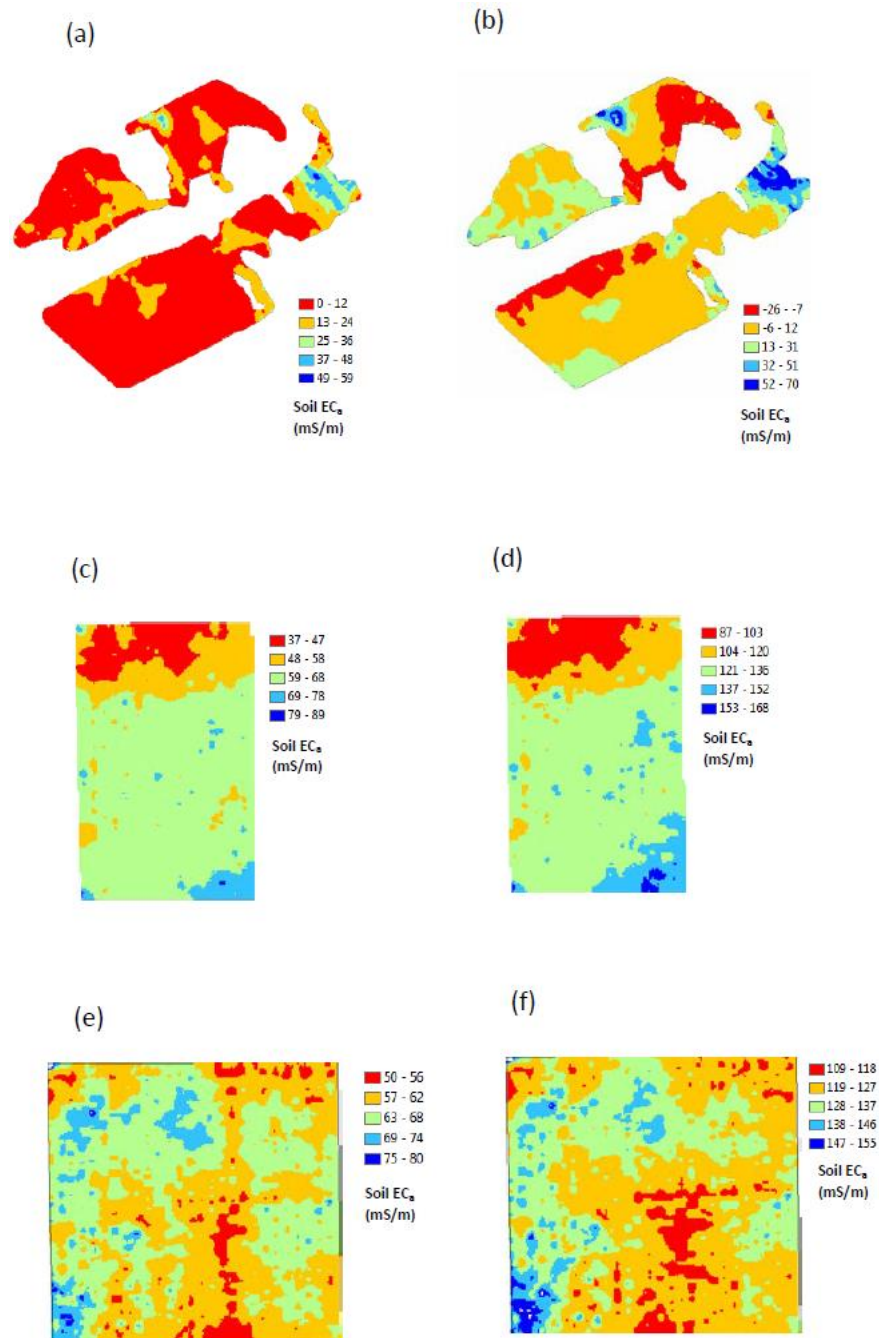 (a)
0 - 12
13 - 24
25 - 36
37 - 48
49 - 59
Soil ECa
(mS/m)
(b)
-26 - -7
-6 - 12
13 - 31
32 - 51
52 - 70
Soil ECa
(mS/m)
(c)
37 - 47
48 - 58
59 - 68
69 - 78
79 - 89
Soil ECa
(mS/m)
(d)
87 - 103
104 - 120
121 - 136
137 - 152
153 - 168
Soil ECa
(mS/m)
(e)
50 - 56
57 - 62
63 - 68
69 - 74
75 - 80
Soil ECa
(mS/m)
(f)
109 - 118
119 - 127
128 - 137
138 - 146
147 - 155
Soil ECa
(mS/m)